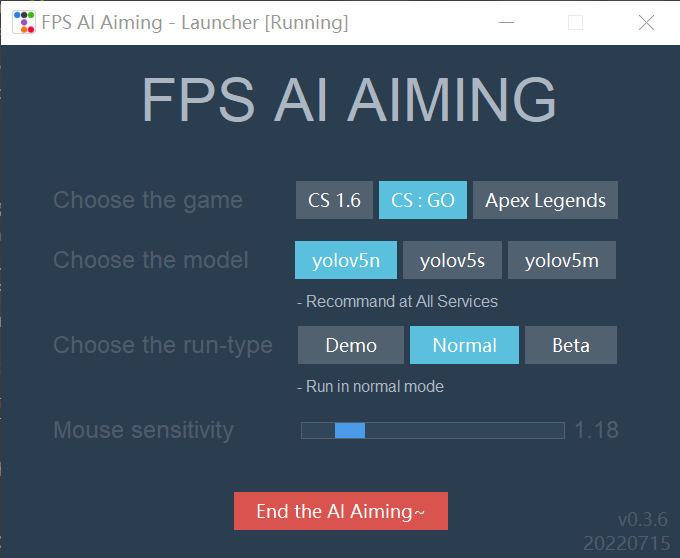 FPS AI Aiming - Launcher [Running]
FPS AI AIMING
Choose the game CS 1.6 CS : GO Apex Legends
Choose the model yolov5n yolov5s yolov5m
- Recommand at All Services
Choose the run-type Demo Normal Beta
- Run in normal mode
Mouse sensitivity 1.18
End the AI Aiming~
v0.3.6
20220715